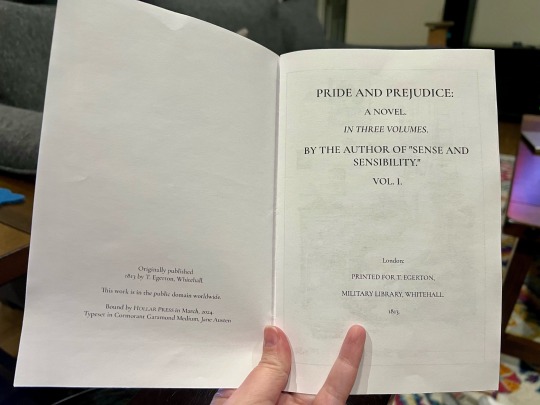 Originally published
1813 by T. Egerton, Whitehall.
This work is in the public domain worldwide.
Bound by HOLLAR PRESS in March, 2024
Typeset in Cormorant Garamond Medium, Jane Austen
PRIDE AND PREJUDICE:
A NOVEL.
IN THREE VOLUMES.
BY THE AUTHOR OF "SENSE AND
SENSIBILITY."
VOL. I.
London:
PRINTED FOR T. EGERTON,
MILITARY LIBRARY, WHITEHALL.
1813.